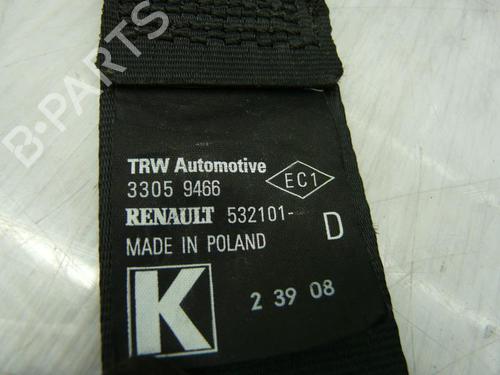 TRW Automotive
3305 9466
EC1
RENAULT 532101-
D
MADE IN POLAND
K
2 39 08
B-PARTS